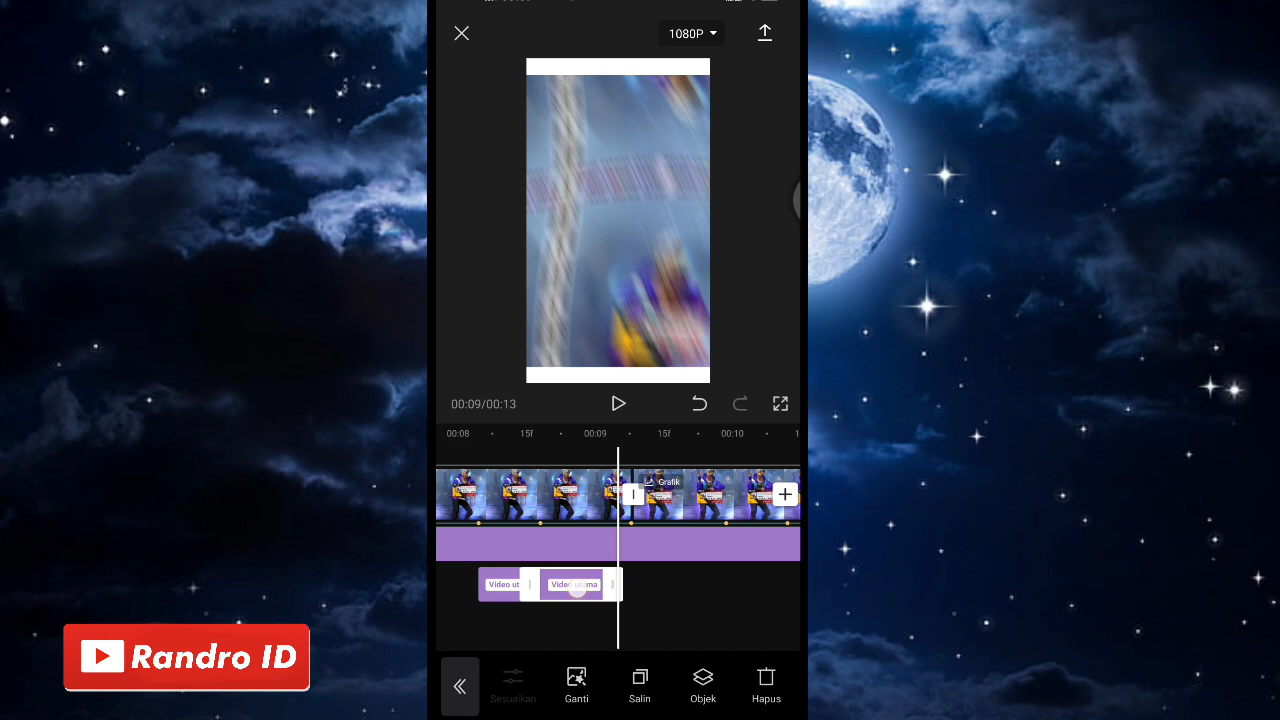 1080P
00:09/00:13
00:08 15f 00:09 15f 00:10 1
Grafik
Video ut
Video utama
Sesuaikan Ganti Salin Objek Hapus
Randro ID